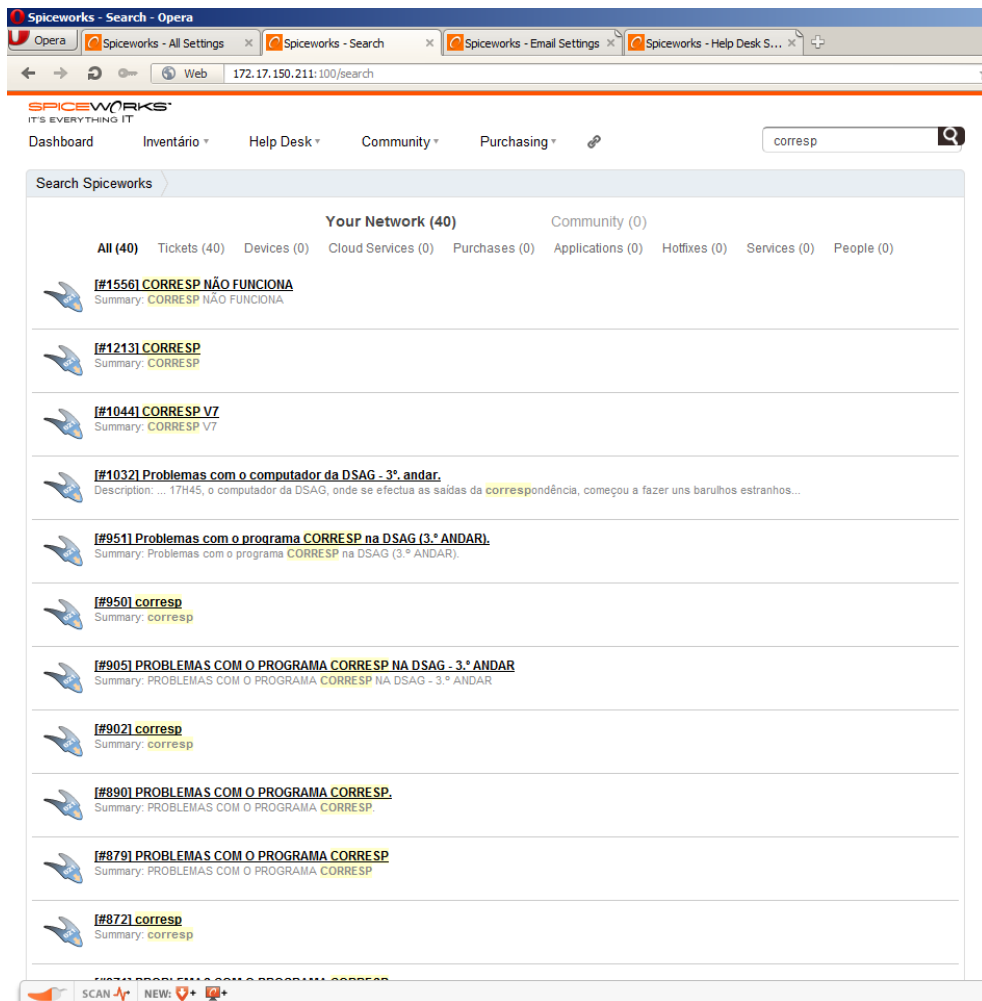 Spiceworks - Search - Opera
Opera Spiceworks - All Settings Spiceworks - Search Spiceworks - Email Settings Spiceworks - Help Desk S...
Web 172.17.150.211:100/search
SPICEWORKS
IT'S EVERYTHING IT
Dashboard Inventário Help Desk Community Purchasing corresp
Search Spiceworks
Your Network (40) Community (0)
All (40) Tickets (40) Devices (0) Cloud Services (0) Purchases (0) Applications (0) Hotfixes (0) Services (0) People (0)
[#1556] CORRESP NÃO FUNCIONA
Summary: CORRESP NÃO FUNCIONA
[#1213] CORRESP
Summary: CORRESP
[#1044] CORRESP V7
Summary: CORRESP V7
[#1032] Problemas com o computador da DSAG - 3º. andar.
Description: ... 17H45, o computador da DSAG, onde se efectua as saídas da correspondência, começou a fazer uns barulhos estranhos...
[#951] Problemas com o programa CORRESP na DSAG (3.º ANDAR).
Summary: Problemas com o programa CORRESP na DSAG (3.º ANDAR).
[#950] corresp
Summary: corresp
[#905] PROBLEMAS COM O PROGRAMA CORRESP NA DSAG - 3.º ANDAR
Summary: PROBLEMAS COM O PROGRAMA CORRESP NA DSAG - 3.º ANDAR
[#902] corresp
Summary: corresp
[#890] PROBLEMAS COM O PROGRAMA CORRESP.
Summary: PROBLEMAS COM O PROGRAMA CORRESP.
[#879] PROBLEMAS COM O PROGRAMA CORRESP
Summary: PROBLEMAS COM O PROGRAMA CORRESP
[#872] corresp
Summary: corresp
SCAN NEW: